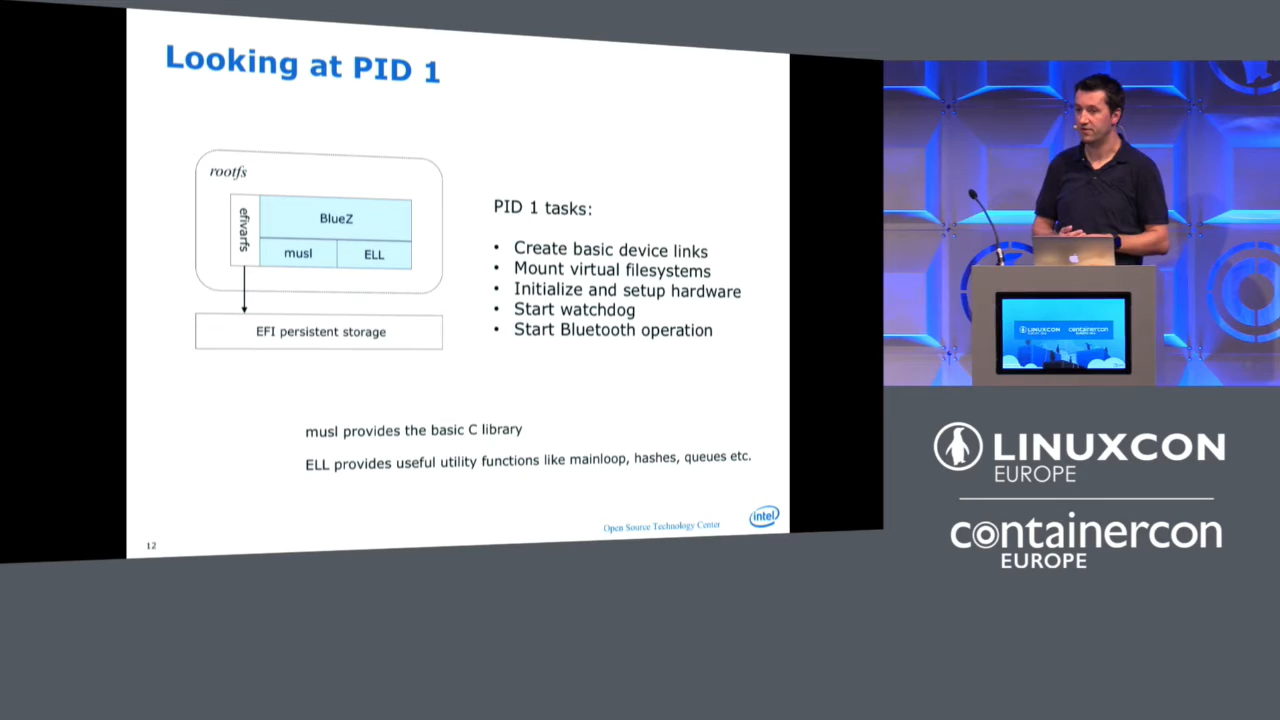 Looking at PID 1
rootfs
efivarfs
BlueZ
musl
ELL
EFI persistent storage
PID 1 tasks:
• Create basic device links
• Mount virtual filesystems
• Initialize and setup hardware
• Start watchdog
• Start Bluetooth operation
musl provides the basic C library
ELL provides useful utility functions like mainloop, hashes, queues etc.
Open Source Technology Center
intel
12
LINUXCON
containercon
LINUXCON
EUROPE
containercon
EUROPE